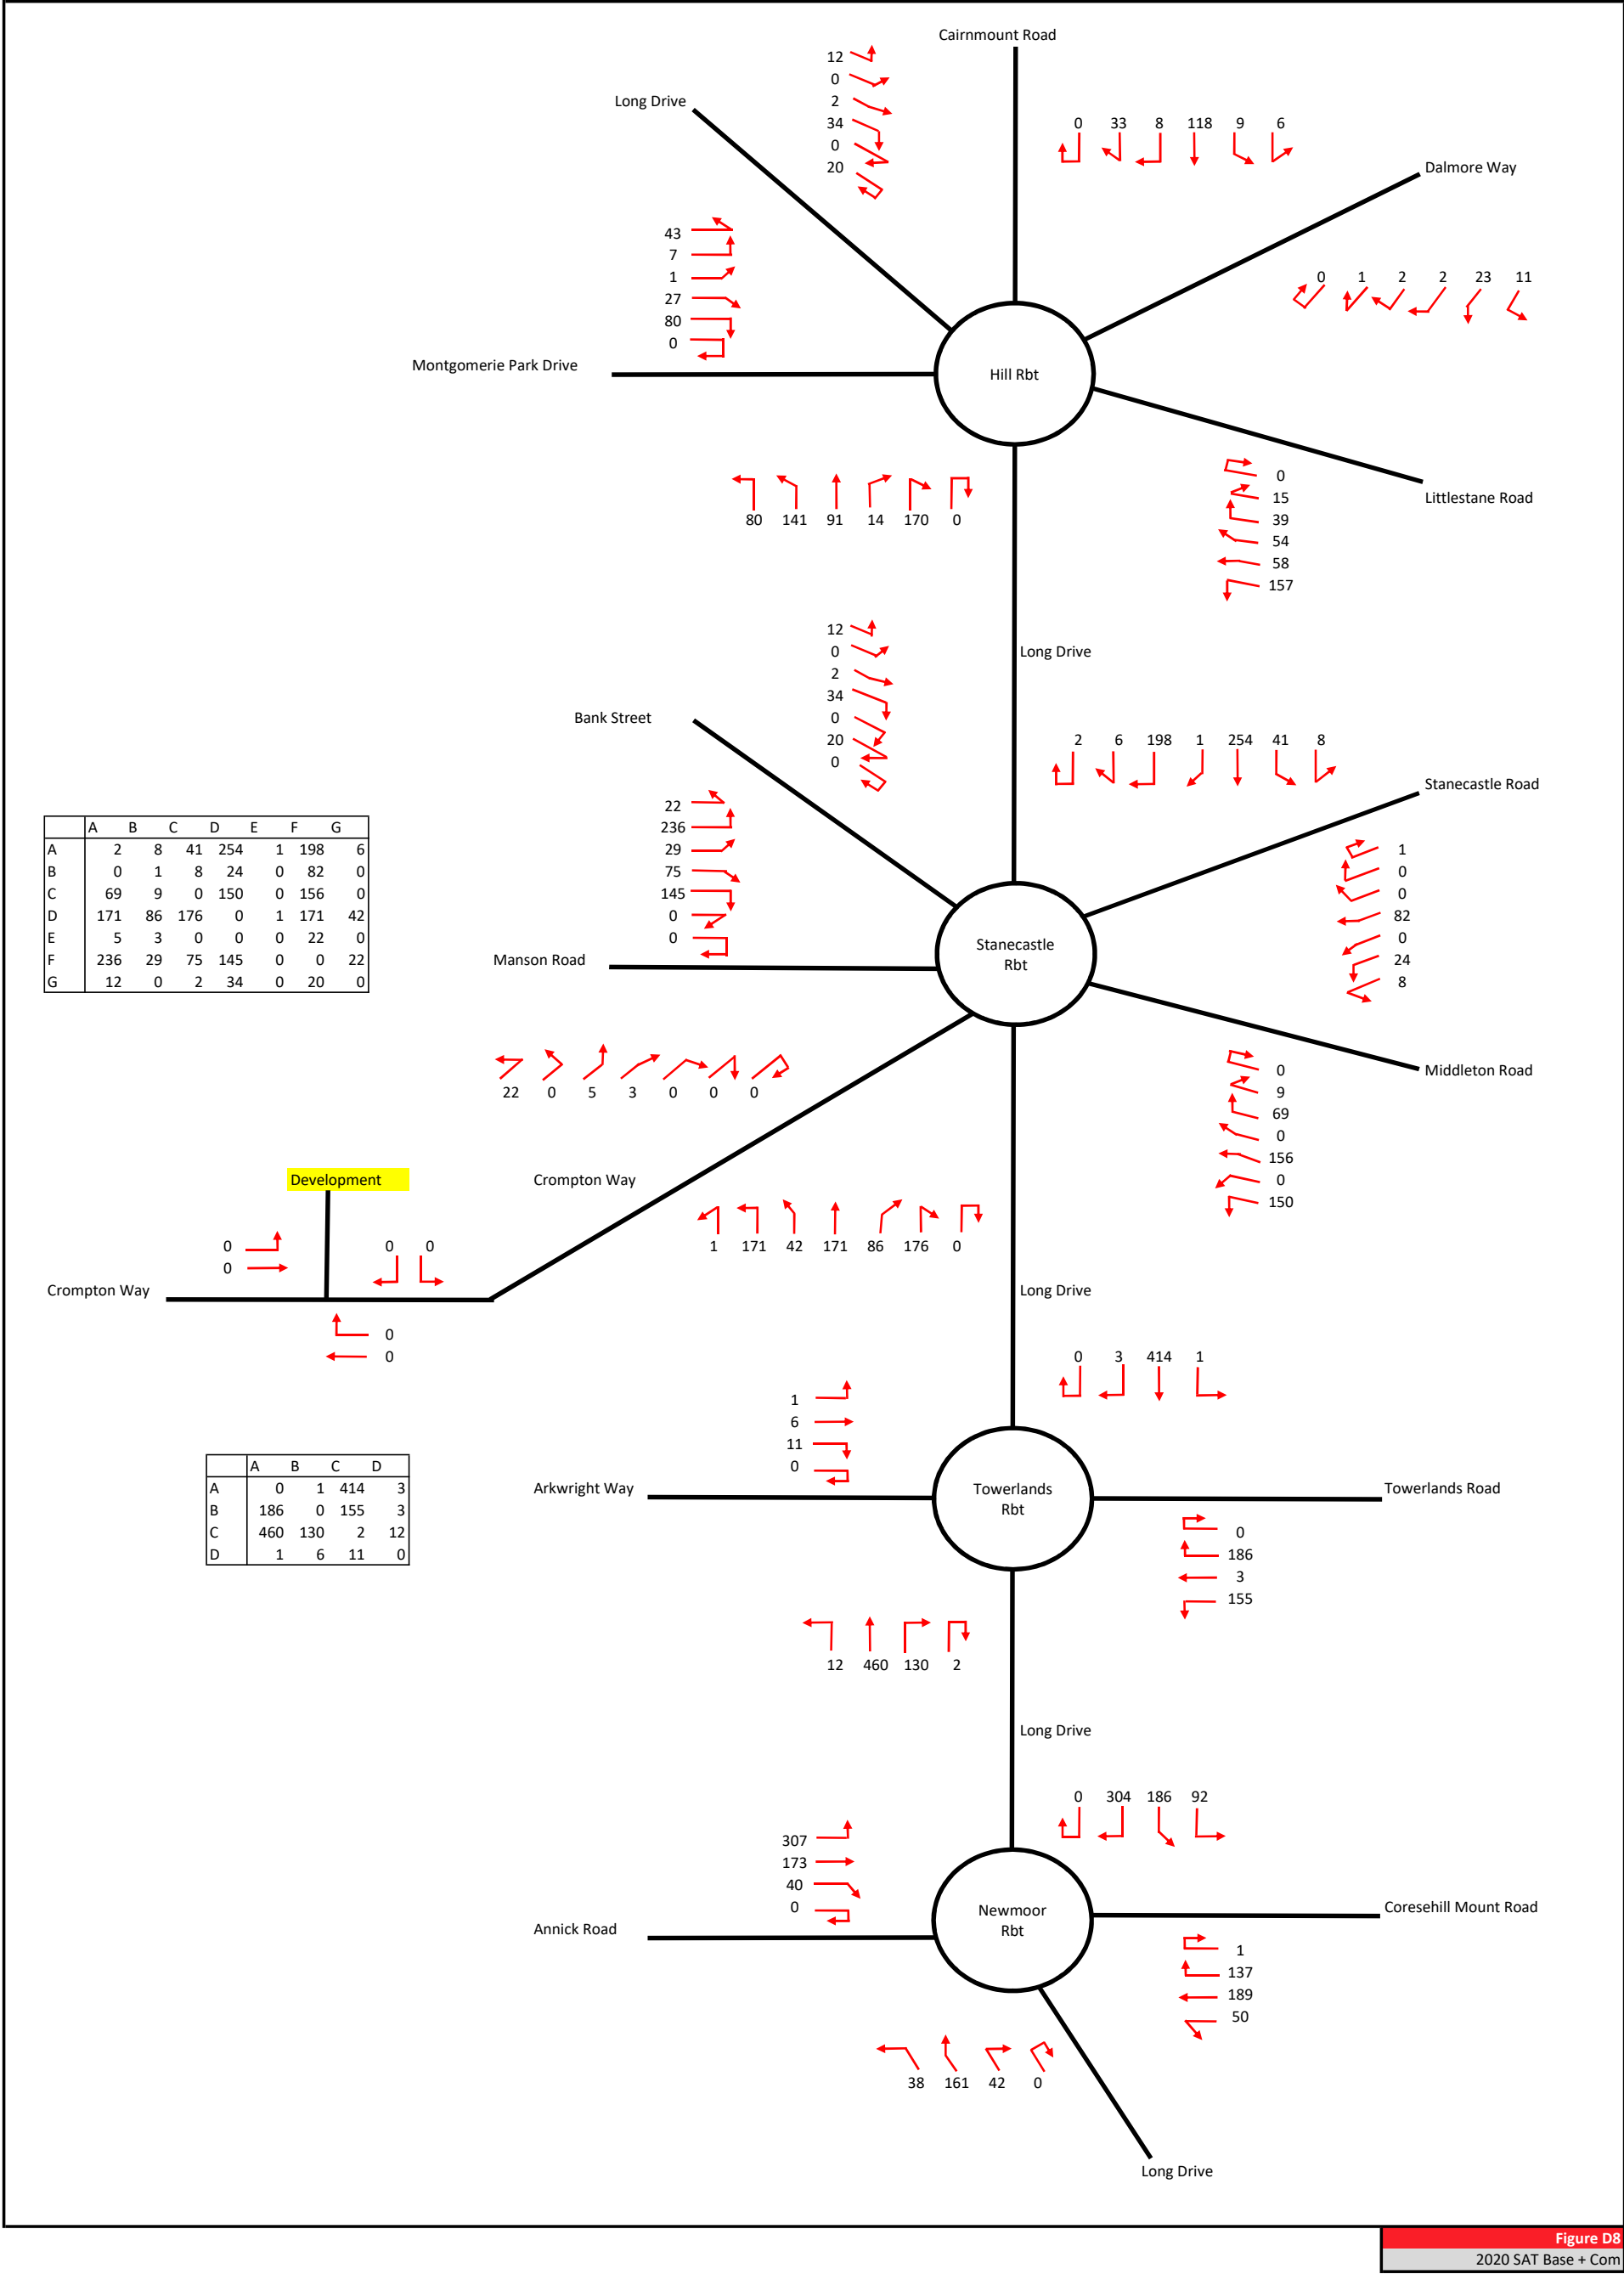 Cairnmount Road
12
0
2
34
0
20
Long Drive
0 33 8 118 9 6
Dalmore Way
43
7
1
27
80
0
0 1 2 2 23 11
Montgomerie Park Drive
Hill Rbt
80 141 91 14 170 0
0
15
39
54
58
157
Littlestane Road
12
0
2
34
0
20
0
Long Drive
Bank Street
2 6 198 1 254 41 8
Stanecastle Road
22
236
29
75
145
0
0
A B C D E F G
A 2 8 41 254 1 198 6
B 0 1 8 24 0 82 0
C 69 9 0 150 0 156 0
D 171 86 176 0 1 171 42
E 5 3 0 0 0 22 0
F 236 29 75 145 0 0 22
G 12 0 2 34 0 20 0
1
0
0
82
0
24
8
Manson Road
Stanecastle
Rbt
22 0 5 3 0 0 0
0
9
69
0
156
0
150
Middleton Road
Development
Crompton Way
1 171 42 171 86 176 0
0
0
0 0
Crompton Way
0
0
Long Drive
0 3 414 1
1
6
11
0
A B C D
A 0 1 414 3
B 186 0 155 3
C 460 130 2 12
D 1 6 11 0
Arkwright Way
Towerlands
Rbt
Towerlands Road
0
186
3
155
12 460 130 2
Long Drive
0 304 186 92
307
173
40
0
Annick Road
Newmoor
Rbt
Coresehill Mount Road
1
137
189
50
38 161 42 0
Long Drive
Figure D8
2020 SAT Base + Com